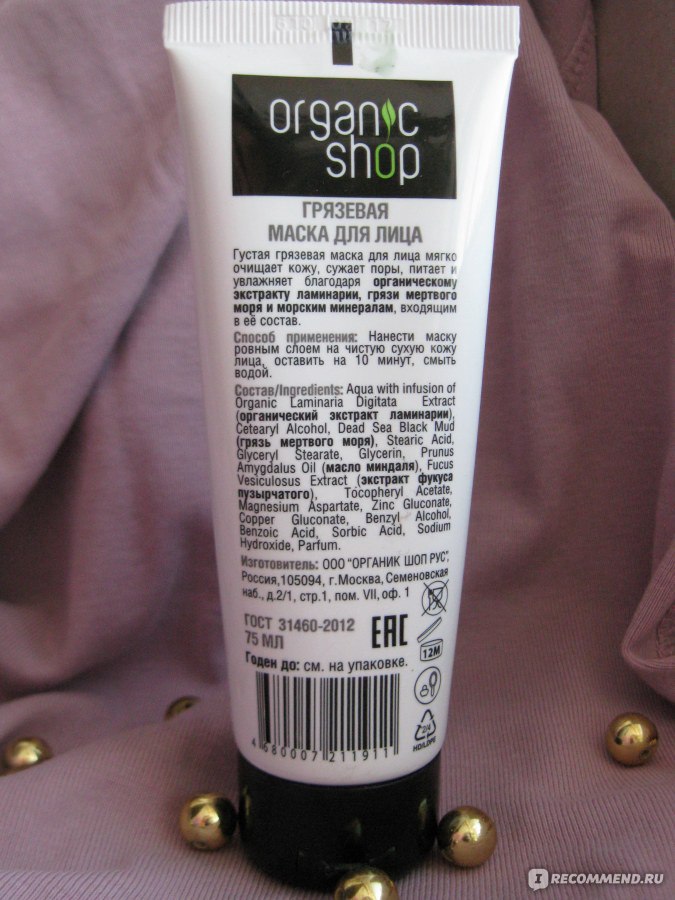 organic
shop
ГРЯЗЕВАЯ
МАСКА ДЛЯ ЛИЦА
Густая грязевая маска для лица мягко
очищает кожу, сужает поры, питает и
увлажняет благодаря органическому
экстракту ламинарии, грязи мертвого
моря и морским минералам, входящим
в её состав.
Способ применения: Нанести маску
ровным слоем на чистую сухую кожу
лица, оставить на 10 минут, смыть
водой.
Состав/Ingredients: Aqua with infusion of
Organic Laminaria Digitata Extract
(органический экстракт ламинарии),
Cetearyl Alcohol, Dead Sea Black Mud
(грязь мертвого моря), Stearic Acid,
Glyceryl Stearate, Glycerin, Prunus
Amygdalus Oil (масло миндаля), Fucus
Vesiculosus Extract (экстракт фукуса
пузырчатого), Tocopheryl Acetate,
Magnesium Aspartate, Zinc Gluconate,
Copper Gluconate, Benzyl Alcohol,
Benzoic Acid, Sorbic Acid, Sodium
Hydroxide, Parfum.
Изготовитель: ООО "ОРГАНИК ШОП РУС",
Россия,105094, г.Москва, Семеновская
наб., д.2/1, стр.1, пом. VII, оф. 1
ГОСТ 31460-2012
75 МЛ
EAC
12M
Годен до: см. на упаковке.
2/4
HD/LDPE
4 680007 211911
I RECOMMEND.RU